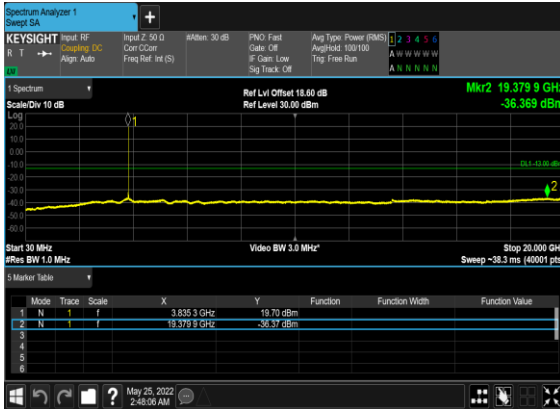 Spectrum Analyzer 1
Swept SA
+
KEYSIGHT Input: RF Input Z: 50 Ω #Atten: 30 dB PNO: Fast Avg Type: Power (RMS) 1 2 3 4 5 6
R T Coupling: DC Corr CCorr Gate: Off Avg|Hold: 100/100 A W W W W W
Align: Auto Freq Ref: Int (S) IF Gain: Low Trig: Free Run
Sig Track: Off A N N N N N
1 Spectrum Ref Lvl Offset 18.60 dB Mkr2 19.379 9 GHz
Scale/Div 10 dB Ref Level 30.00 dBm -36.369 dBm
Log
20.0
10.0
0.00
-10.0
-20.0
-30.0
-40.0
-50.0
-60.0
1
DL1 -13.00 dBm
2
Start 30 MHz Video BW 3.0 MHz* Stop 20.000 GHz
#Res BW 1.0 MHz Sweep ~38.3 ms (40001 pts)
5 Marker Table
Mode Trace Scale X Y Function Function Width Function Value
1 N 1 f 3.835 3 GHz 19.70 dBm
2 N 1 f 19.379 9 GHz -36.37 dBm
3
4
5
6
? May 25, 2022
2:48:06 AM